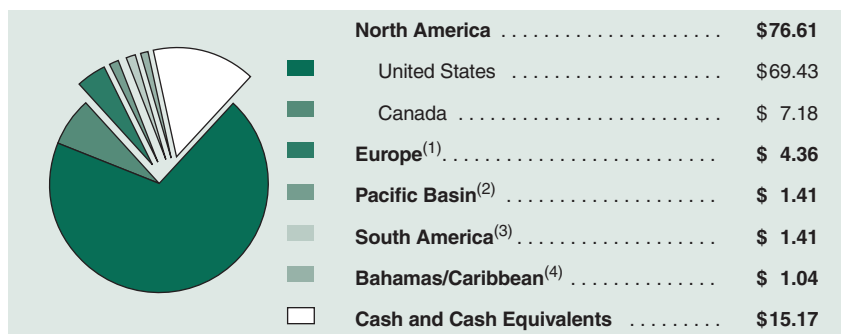 North America . . . . . . . . . . . . . . . . . . . . . $76.61
United States . . . . . . . . . . . . . . . . . . . . $69.43
Canada . . . . . . . . . . . . . . . . . . . . . . . . . $ 7.18
Europe(1). . . . . . . . . . . . . . . . . . . . . . . . . . $ 4.36
Pacific Basin(2) . . . . . . . . . . . . . . . . . . . . $ 1.41
South America(3). . . . . . . . . . . . . . . . . . . $ 1.41
Bahamas/Caribbean(4) . . . . . . . . . . . . . . $ 1.04
Cash and Cash Equivalents . . . . . . . . . $15.17